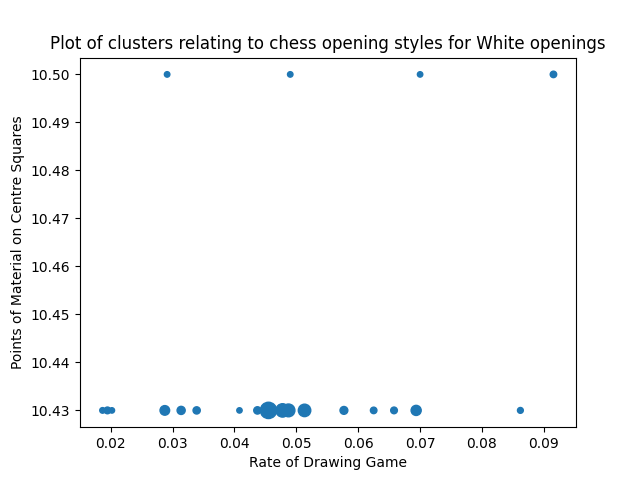 Plot of clusters relating to chess opening styles for White openings
Points of Material on Centre Squares
10.50
10.49
10.48
10.47
10.46
10.45
10.44
10.43
0.02 0.03 0.04 0.05 0.06 0.07 0.08 0.09
Rate of Drawing Game